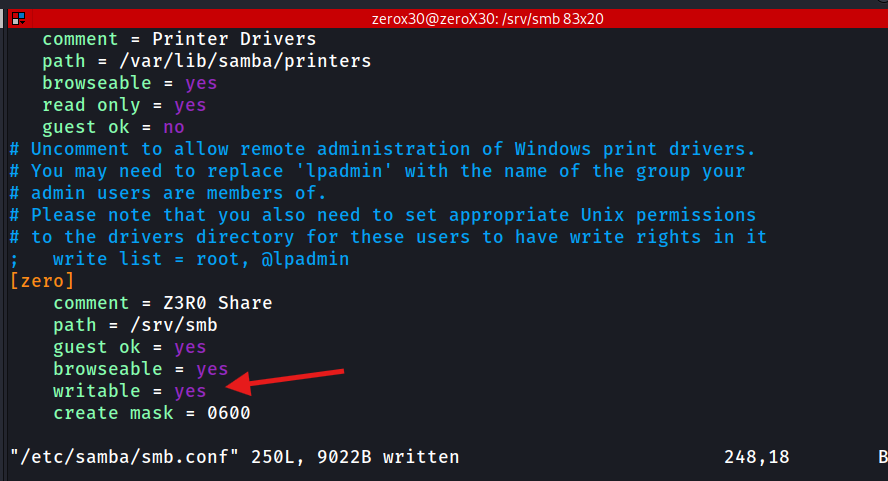 zerox30@zeroX30: /srv/smb 83x20
comment = Printer Drivers
path = /var/lib/samba/printers
browseable = yes
read only = yes
guest ok = no
# Uncomment to allow remote administration of Windows print drivers.
# You may need to replace 'lpadmin' with the name of the group your
# admin users are members of.
# Please note that you also need to set appropriate Unix permissions
# to the drivers directory for these users to have write rights in it
;   write list = root, @lpadmin
[zero]
comment = Z3R0 Share
path = /srv/smb
guest ok = yes
browseable = yes
writable = yes
create mask = 0600
"/etc/samba/smb.conf" 250L, 9022B written 248,18 B